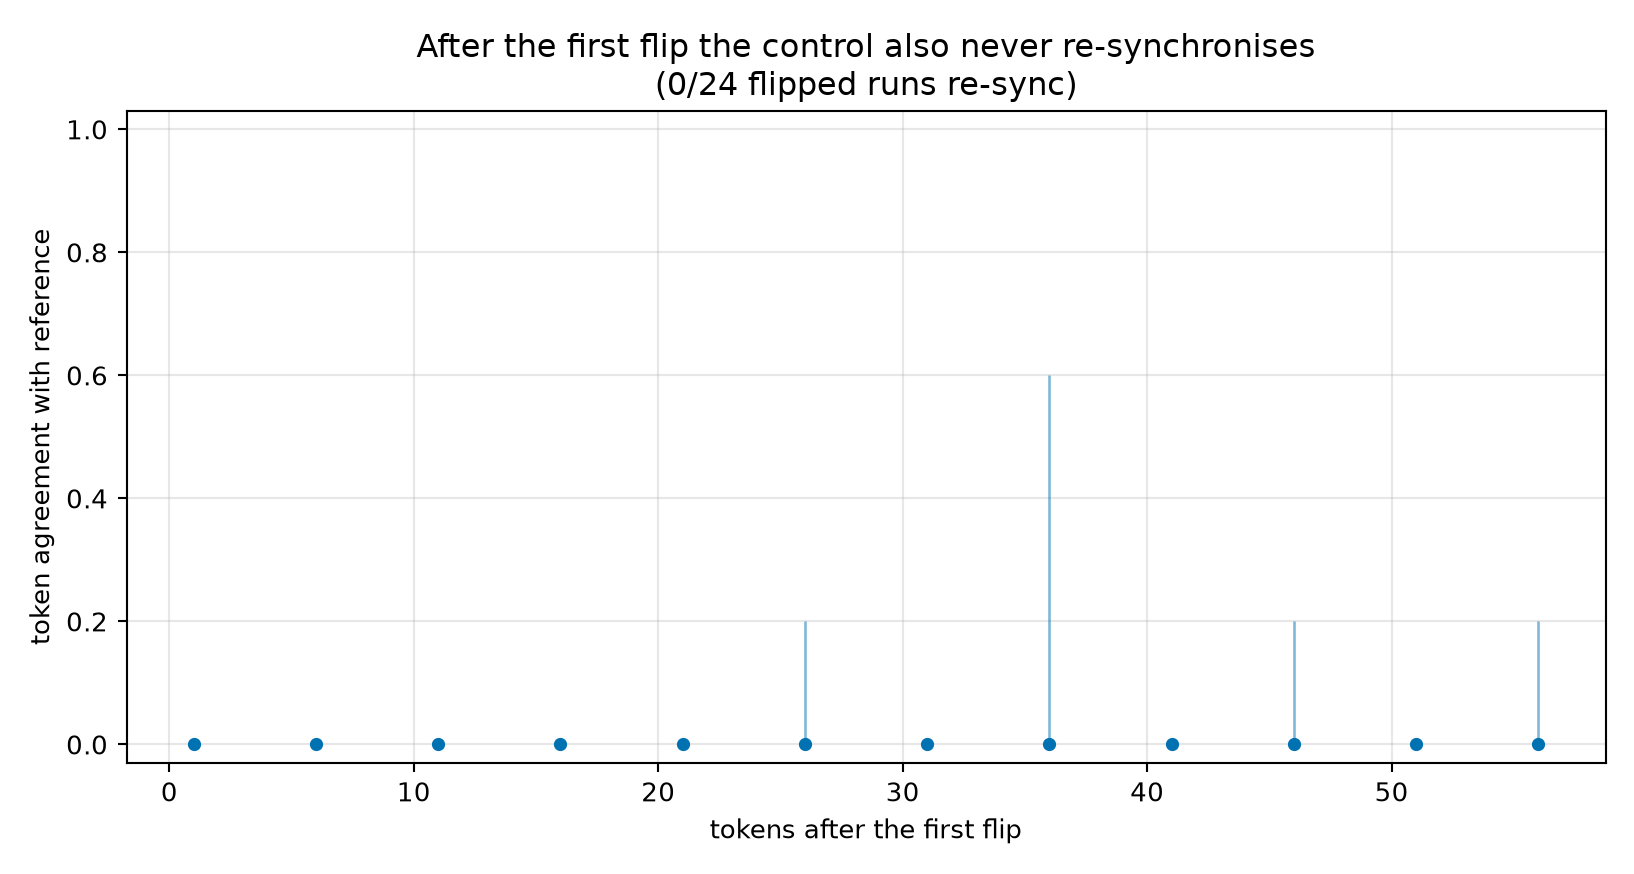 After the first flip the control also never re-synchronises
(0/24 flipped runs re-sync)
token agreement with reference
1.0
0.8
0.6
0.4
0.2
0.0
0 10 20 30 40 50
tokens after the first flip